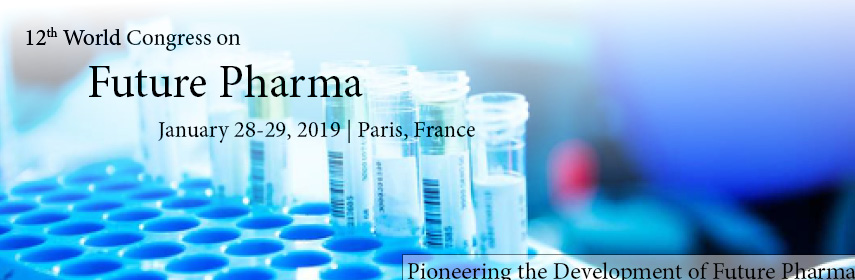 12th World Congress on
Future Pharma
January 28-29, 2019 | Paris, France
Pioneering the Development of Future Pharma